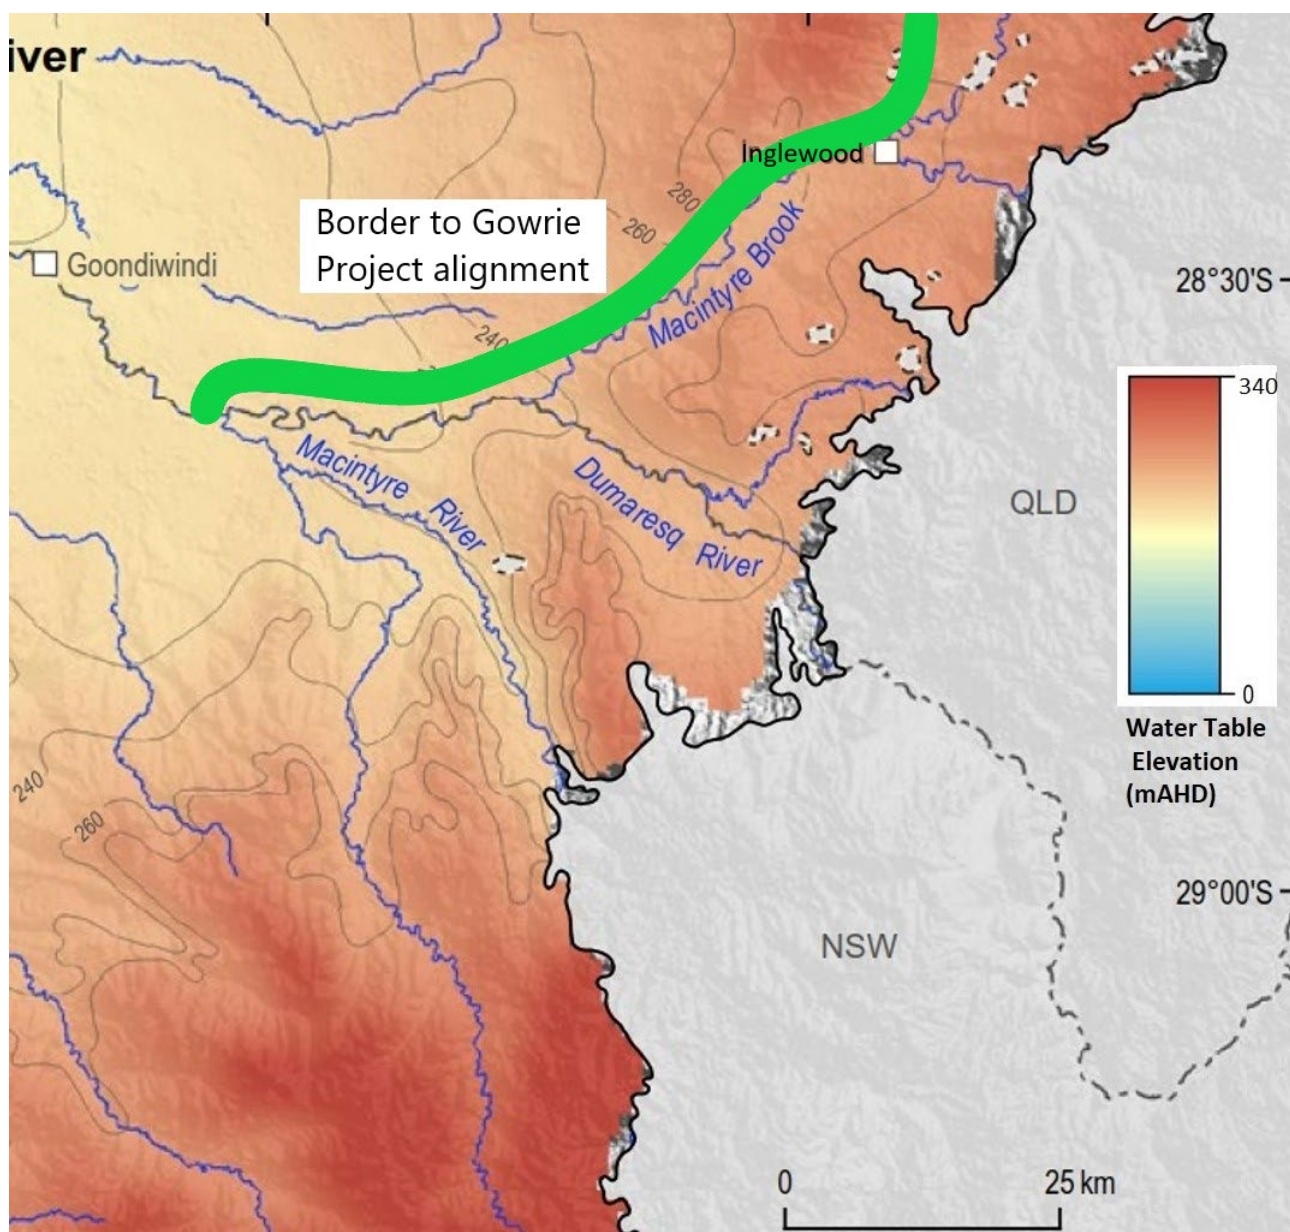 iver
Inglewood
280
260
Border to Gowrie
Project alignment
Macintyre Brook
Goondiwindi
28°30'S
240
340
Macintyre River
Dumaresq River
QLD
0
Water Table
Elevation
(mAHD)
240
260
29°00'S
NSW
0
25 km